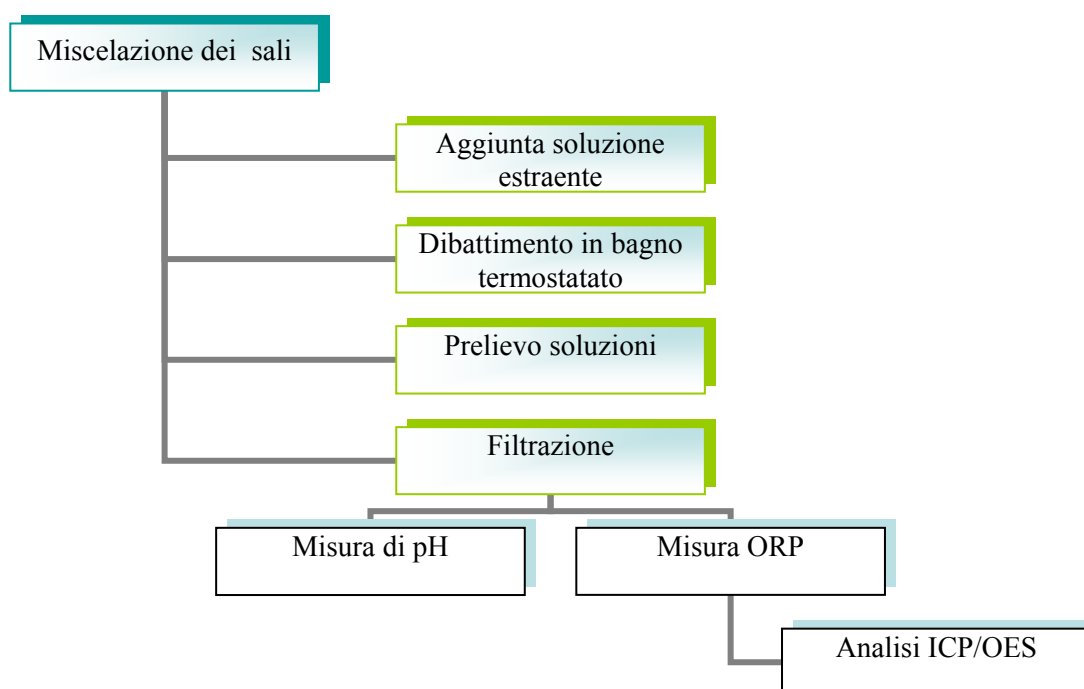 Miscelazione dei sali
Aggiunta soluzione
estraente
Dibattimento in bagno
termostatato
Prelievo soluzioni
Filtrazione
Misura di pH
Misura ORP
Analisi ICP/OES